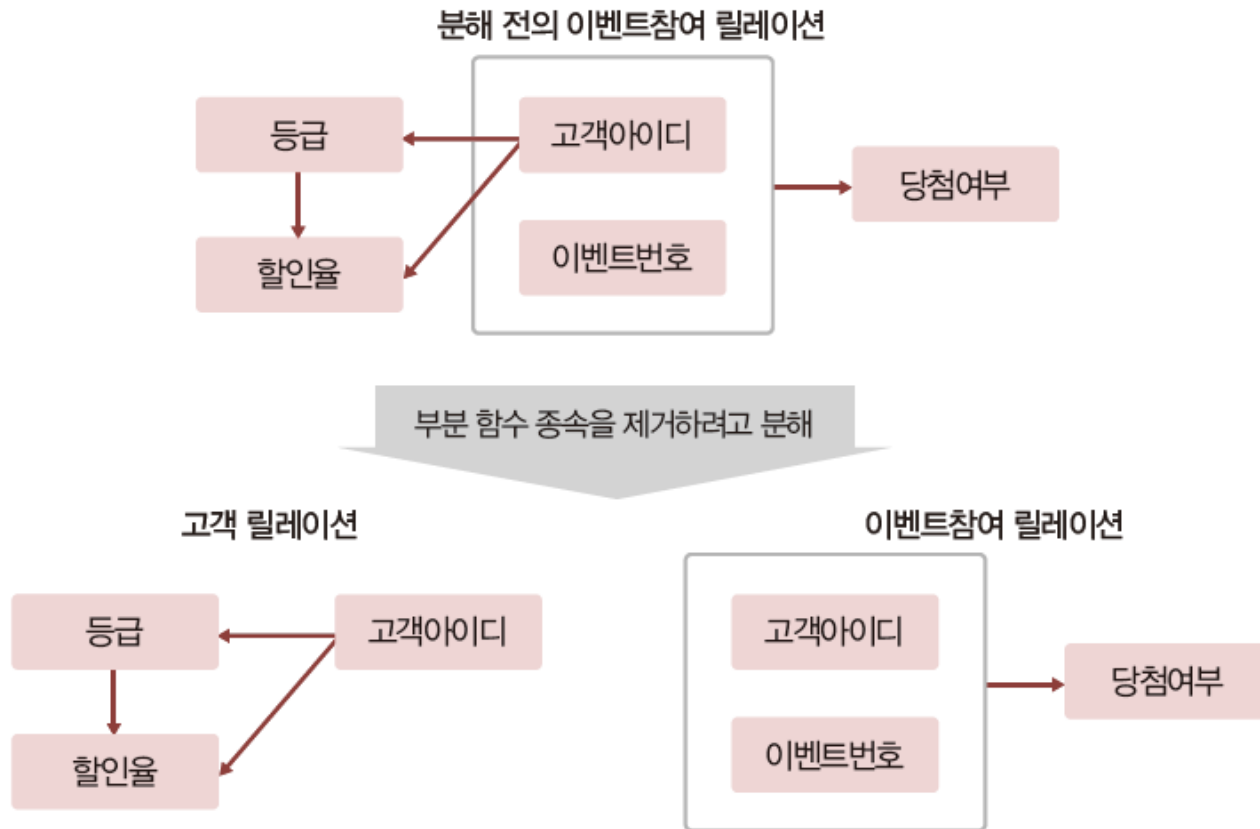 분해 전의 이벤트참여 릴레이션
등급
고객아이디
당첨여부
할인율
이벤트번호
부분 함수 종속을 제거하려고 분해
고객 릴레이션
이벤트참여 릴레이션
등급
고객아이디
할인율
고객아이디
당첨여부
이벤트번호